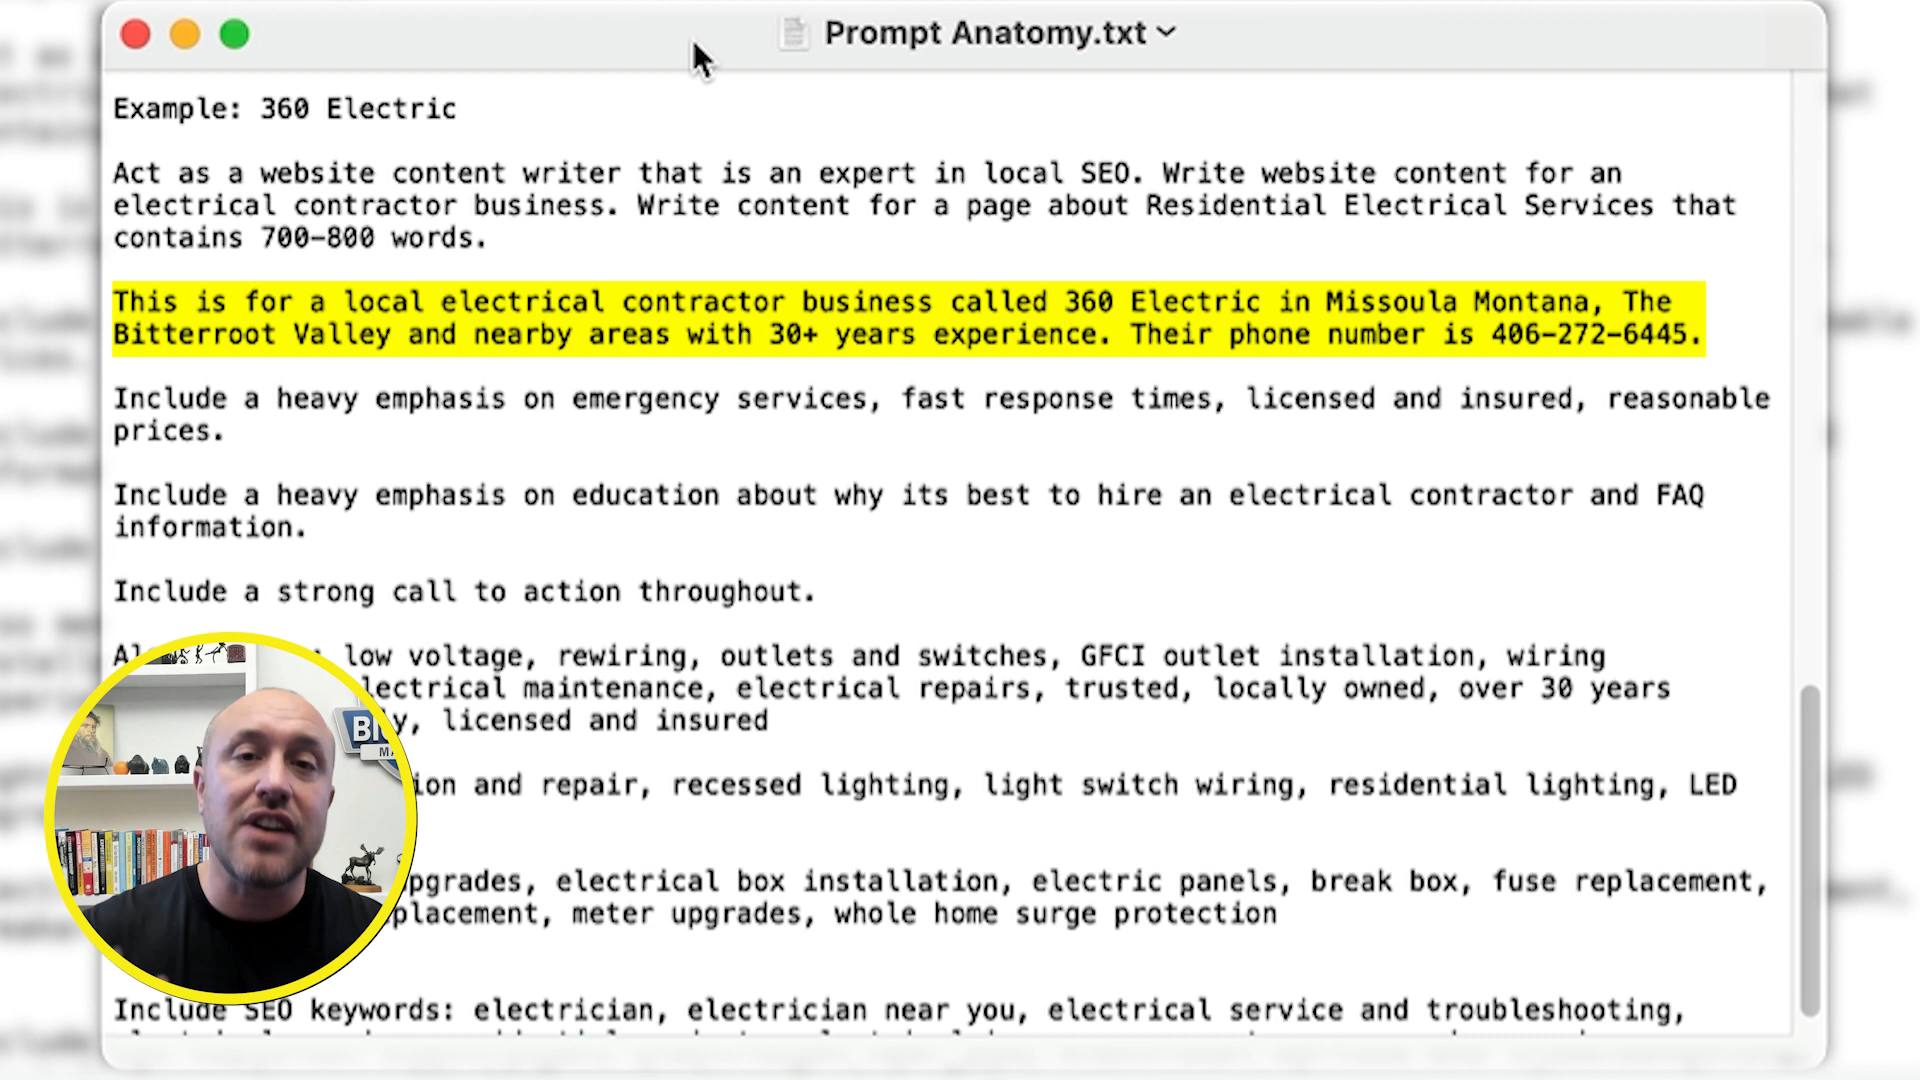 Prompt Anatomy.txt
Example: 360 Electric
Act as a website content writer that is an expert in local SEO. Write website content for an
electrical contractor business. Write content for a page about Residential Electrical Services that
contains 700-800 words.
This is for a local electrical contractor business called 360 Electric in Missoula Montana, The
Bitterroot Valley and nearby areas with 30+ years experience. Their phone number is 406-272-6445.
Include a heavy emphasis on emergency services, fast response times, licensed and insured, reasonable
prices.
Include a heavy emphasis on education about why its best to hire an electrical contractor and FAQ
information.
Include a strong call to action throughout.
low voltage, rewiring, outlets and switches, GFCI outlet installation, wiring
electrical maintenance, electrical repairs, trusted, locally owned, over 30 years
licensed and insured
and repair, recessed lighting, light switch wiring, residential lighting, LED
upgrades, electrical box installation, electric panels, break box, fuse replacement,
meter upgrades, whole home surge protection
Include SEO keywords: electrician, electrician near you, electrical service and troubleshooting,